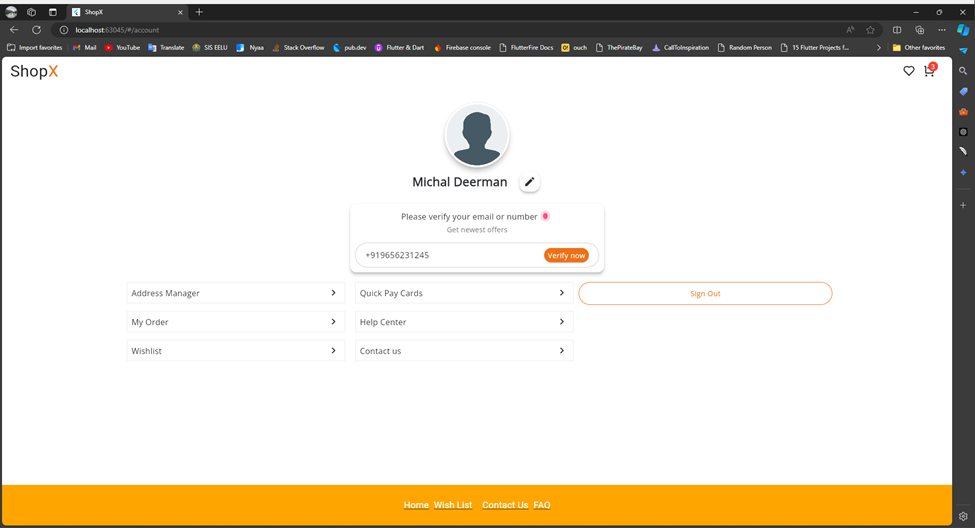 ShopX
localhost:63045/#/account
Import favorites Mail YouTube Translate SIS EELU Nyaa Stack Overflow pub.dev Flutter & Dart Firebase console FlutterFire Docs ouch ThePirateBay CallToInspiration Random Person 15 Flutter Projects f... Other favorites
ShopX
3
Michal Deerman
Please verify your email or number
Get newest offers
+919656231245 Verify now
Address Manager Quick Pay Cards Sign Out
My Order Help Center
Wishlist Contact us
Home Wish List Contact Us FAQ